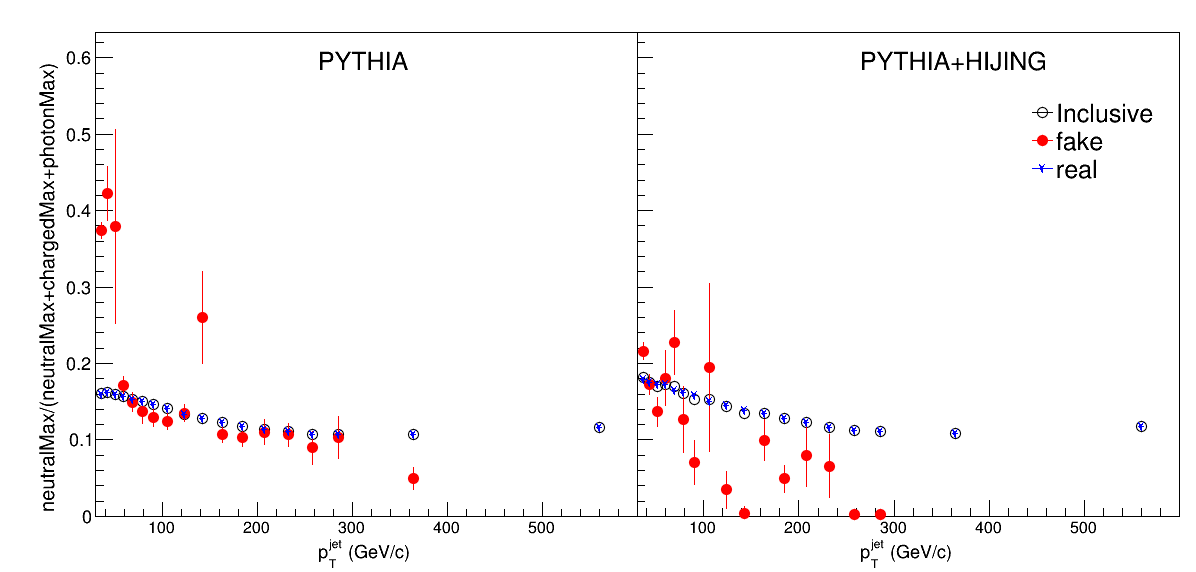 PYTHIA
PYTHIA+HIJING
neutralMax/(neutralMax+chargedMax+photonMax)
0.6
0.5
0.4
0.3
0.2
0.1
0
Inclusive
fake
real
100 200 300 400 500
100 200 300 400 500
p_T^jet (GeV/c)
p_T^jet (GeV/c)